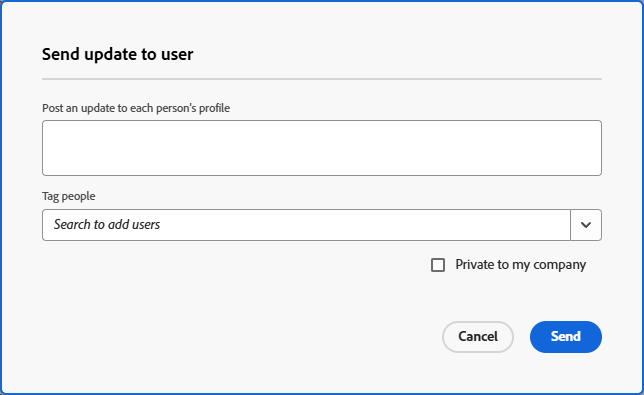 Send update to user
Post an update to each person's profile
Tag people
Search to add users
Private to my company
Cancel
Send